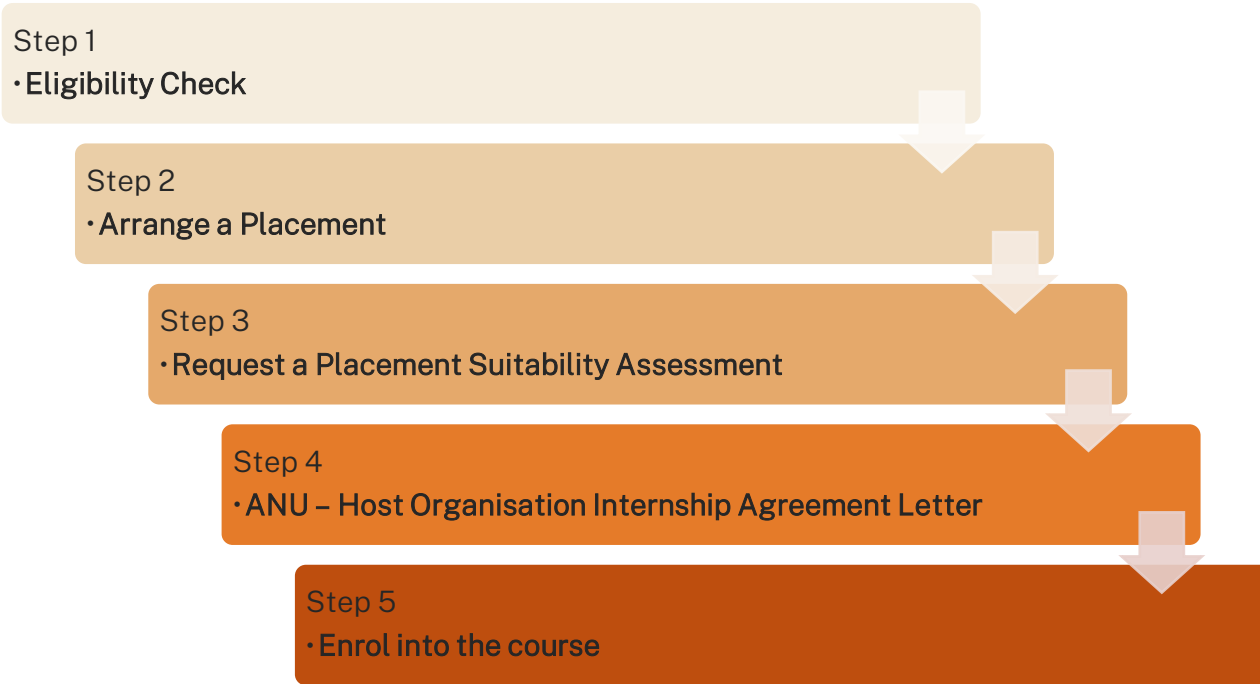 Step 1
· Eligibility Check
Step 2
· Arrange a Placement
Step 3
· Request a Placement Suitability Assessment
Step 4
· ANU – Host Organisation Internship Agreement Letter
Step 5
· Enrol into the course